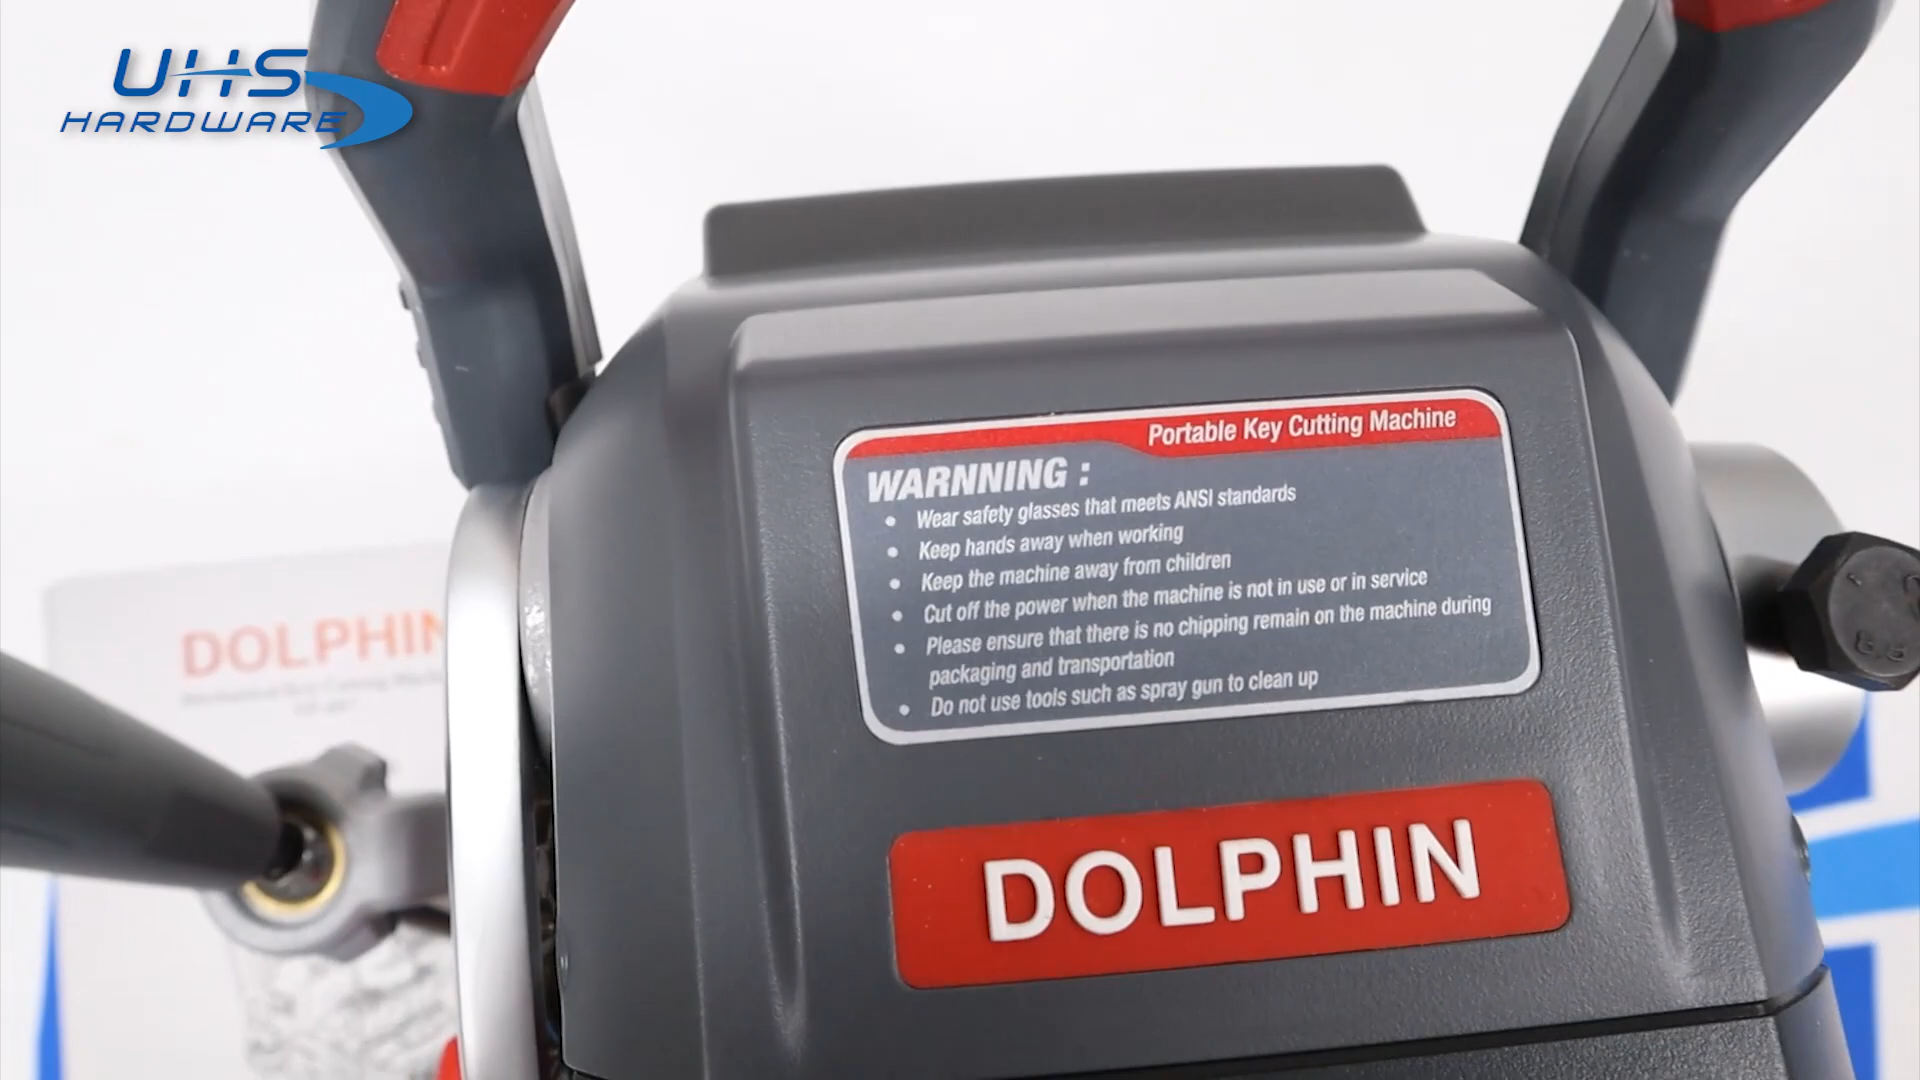 UHS
HARDWARE
Portable Key Cutting Machine
WARNNING :
• Wear safety glasses that meets ANSI standards
• Keep hands away when working
• Keep the machine away from children
• Cut off the power when the machine is not in use or in service
• Please ensure that there is no chipping remain on the machine during
packaging and transportation
• Do not use tools such as spray gun to clean up
DOLPHIN
DOLPHIN
8.8